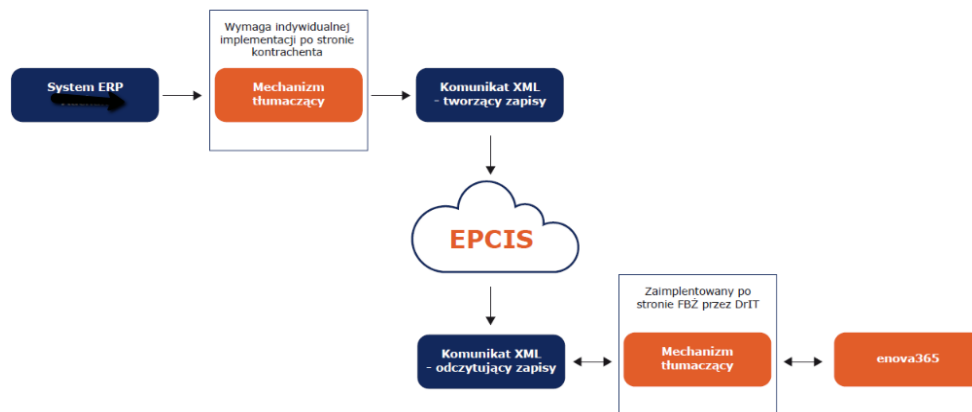 Wymaga indywidualnej
implementacji po stronie
kontrachenta
System ERP
Mechanizm
tłumaczący
Komunikat XML
- tworzący zapisy
EPCIS
Zaimplentowany po
stronie FBŻ przez DrIT
Komunikat XML
- odczytujący zapisy
Mechanizm
tłumaczący
enova365